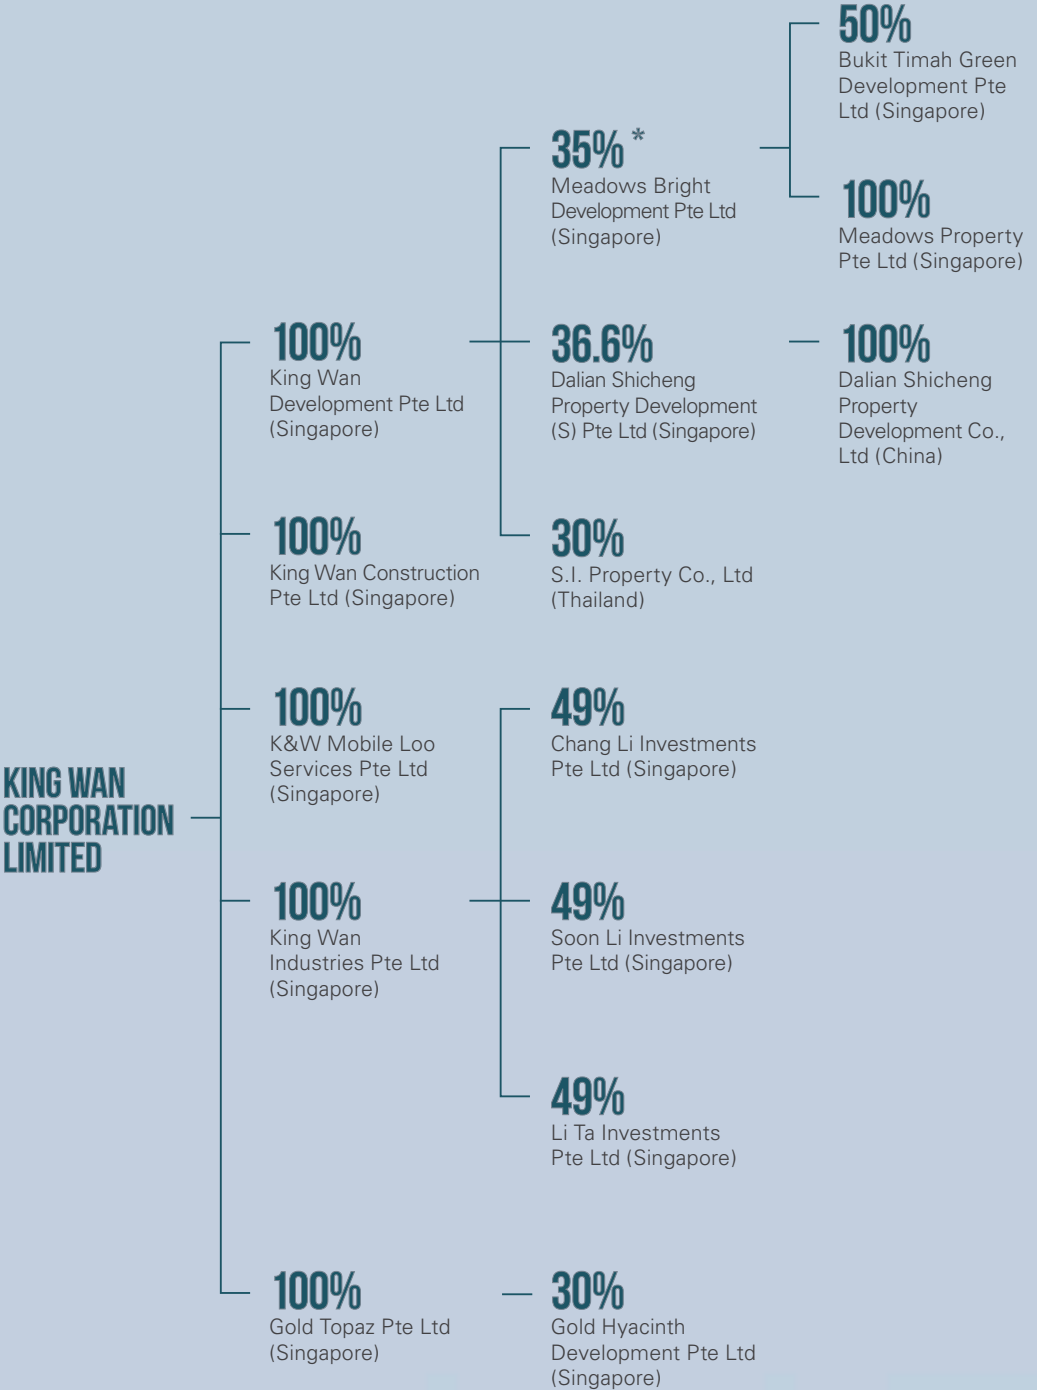 KING WAN
CORPORATION
LIMITED
100%
King Wan
Development Pte Ltd
(Singapore)
35% *
Meadows Bright
Development Pte Ltd
(Singapore)
50%
Bukit Timah Green
Development Pte
Ltd (Singapore)
100%
Meadows Property
Pte Ltd (Singapore)
36.6%
Dalian Shicheng
Property Development
(S) Pte Ltd (Singapore)
100%
Dalian Shicheng
Property
Development Co.,
Ltd (China)
30%
S.I. Property Co., Ltd
(Thailand)
100%
King Wan Construction
Pte Ltd (Singapore)
100%
K&W Mobile Loo
Services Pte Ltd
(Singapore)
100%
King Wan
Industries Pte Ltd
(Singapore)
49%
Chang Li Investments
Pte Ltd (Singapore)
49%
Soon Li Investments
Pte Ltd (Singapore)
49%
Li Ta Investments
Pte Ltd (Singapore)
100%
Gold Topaz Pte Ltd
(Singapore)
30%
Gold Hyacinth
Development Pte Ltd
(Singapore)